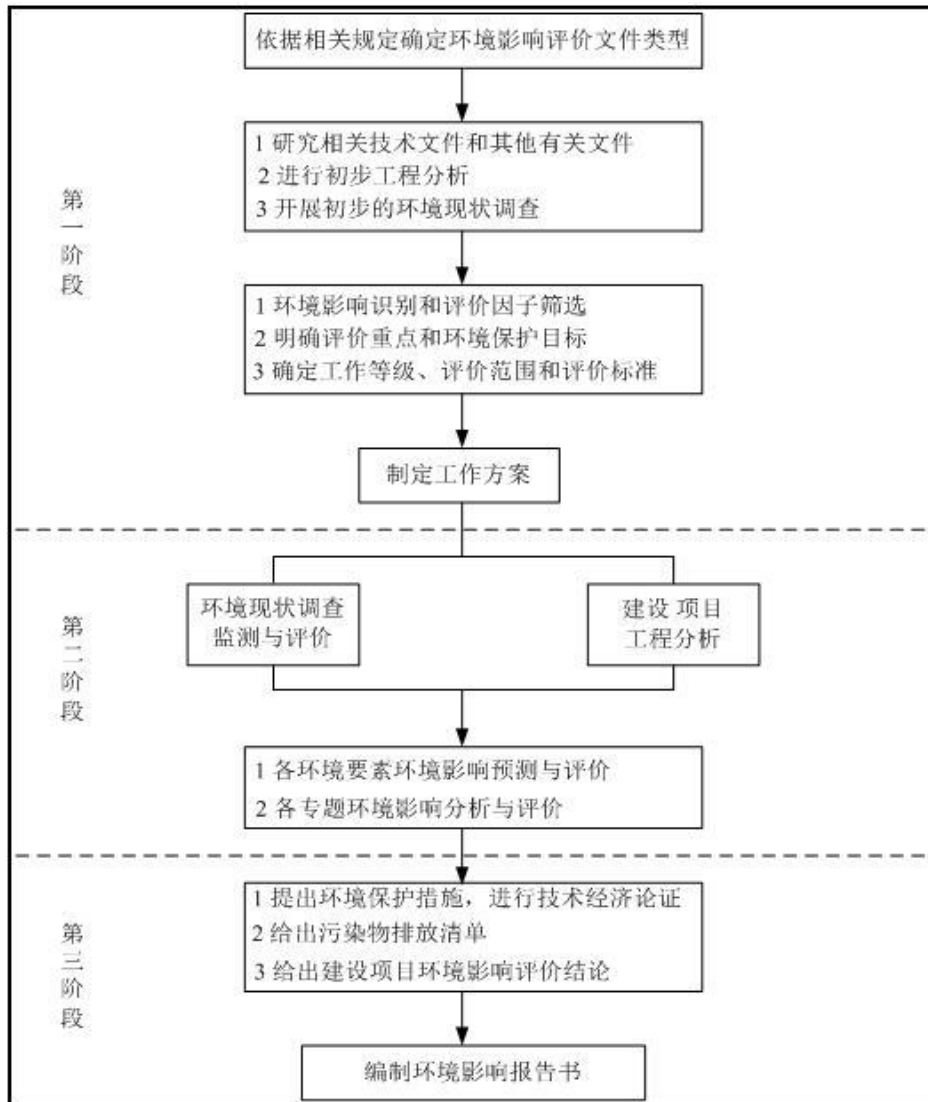 依据相关规定确定环境影响评价文件类型
1 研究相关技术文件和其他有关文件
2 进行初步工程分析
3 开展初步的环境现状调查
第一阶段
1 环境影响识别和评价因子筛选
2 明确评价重点和环境保护目标
3 确定工作等级、评价范围和评价标准
制定工作方案
第二阶段
环境现状调查
监测与评价
建设 项目
工程分析
1 各环境要素环境影响预测与评价
2 各专题环境影响分析与评价
第三阶段
1 提出环境保护措施，进行技术经济论证
2 给出污染物排放清单
3 给出建设项目环境影响评价结论
编制环境影响报告书